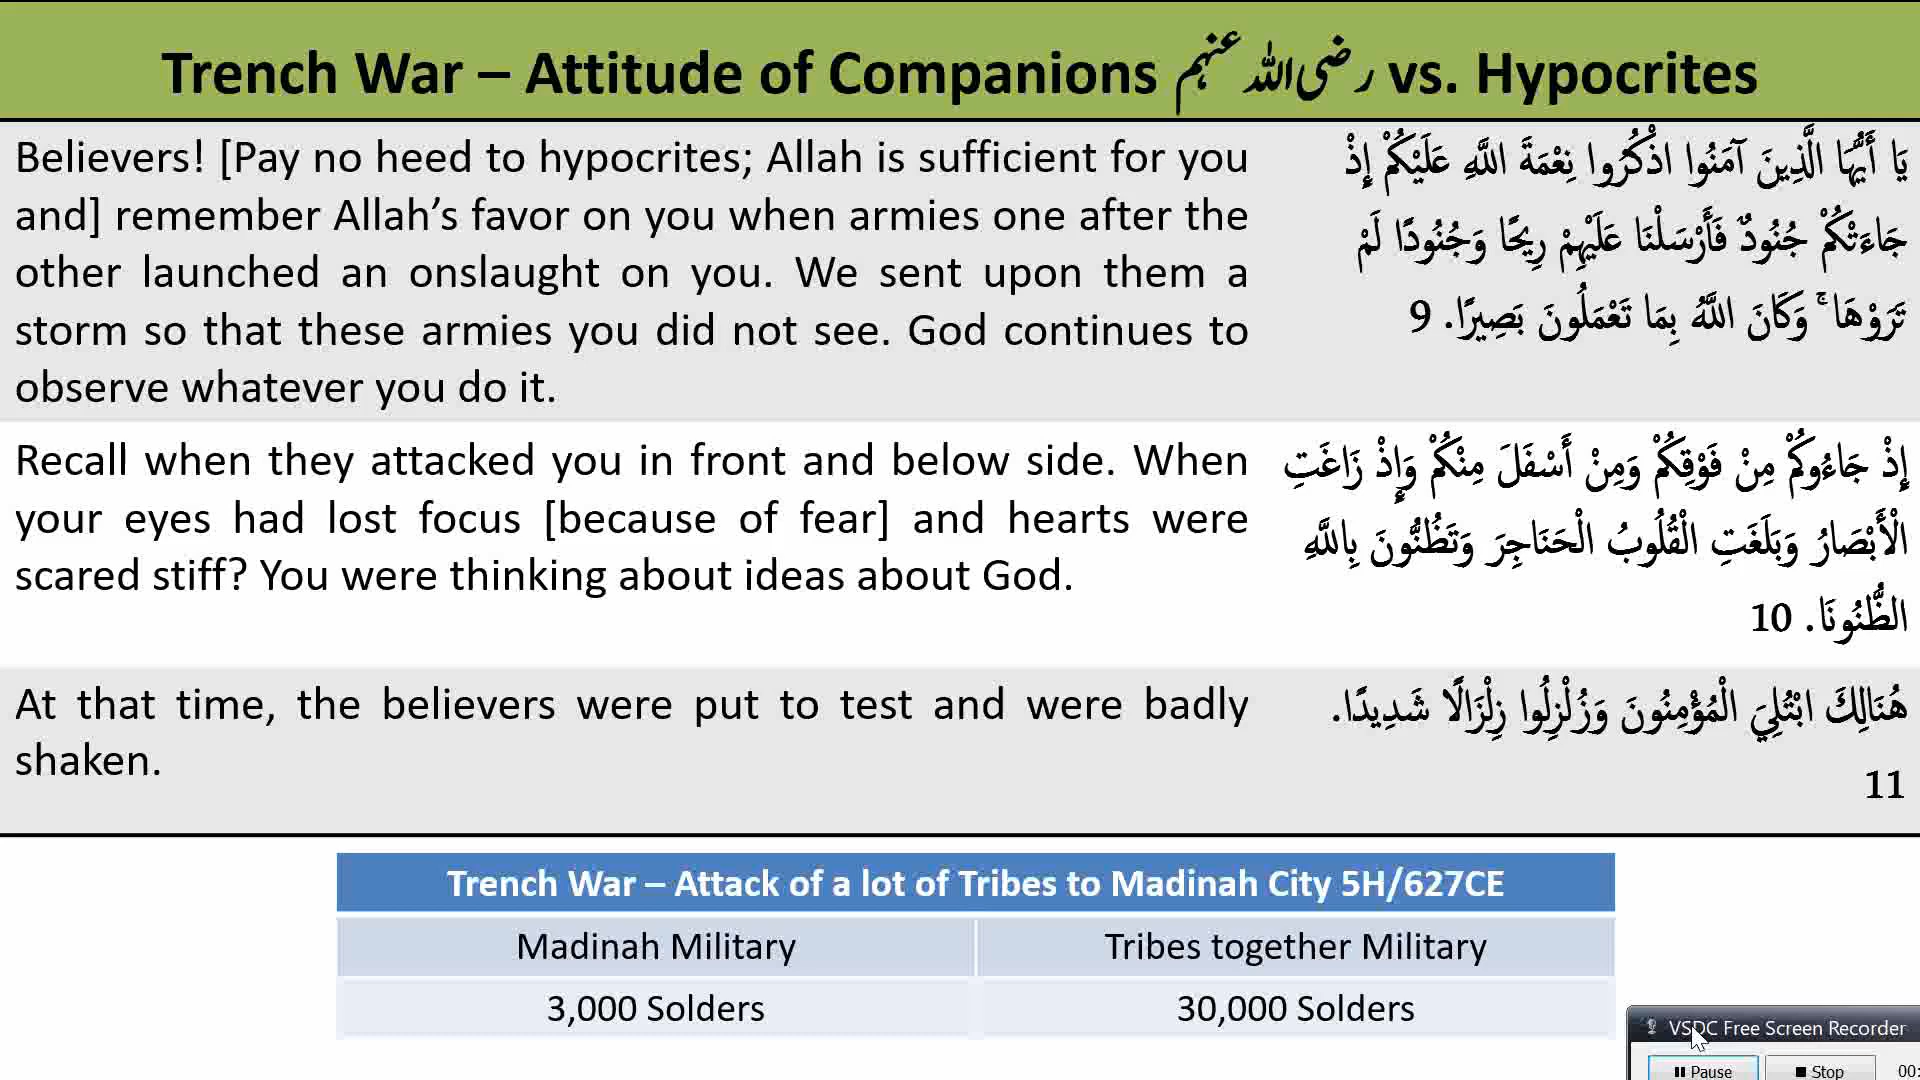 Trench War – Attitude of Companions رضی اللہ عنہم vs. Hypocrites
Believers! [Pay no heed to hypocrites; Allah is sufficient for you
and] remember Allah’s favor on you when armies one after the
other launched an onslaught on you. We sent upon them a
storm so that these armies you did not see. God continues to
observe whatever you do it.
يَا أَيُّهَا الَّذِينَ آمَنُوا اذْكُرُوا نِعْمَةَ اللَّهِ عَلَيْكُمْ إِذْ
جَاءَتْكُمْ جُنُودٌ فَأَرْسَلْنَا عَلَيْهِمْ رِيحًا وَجُنُودًا لَمْ
تَرَوْهَا ۚ وَكَانَ اللَّهُ بِمَا تَعْمَلُونَ بَصِيرًا. 9
Recall when they attacked you in front and below side. When
your eyes had lost focus [because of fear] and hearts were
scared stiff? You were thinking about ideas about God.
إِذْ جَاءُوكُمْ مِنْ فَوْقِكُمْ وَمِنْ أَسْفَلَ مِنْكُمْ وَإِذْ زَاغَتِ
الْأَبْصَارُ وَبَلَغَتِ الْقُلُوبُ الْحَنَاجِرَ وَتَظُنُّونَ بِاللَّهِ
الظُّنُونَا. 10
At that time, the believers were put to test and were badly
shaken.
هُنَالِكَ ابْتُلِيَ الْمُؤْمِنُونَ وَزُلْزِلُوا زِلْزَالًا شَدِيدًا.
11
Trench War – Attack of a lot of Tribes to Madinah City 5H/627CE
Madinah Military
Tribes together Military
3,000 Solders
30,000 Solders
VSDC Free Screen Recorder
Pause
Stop
00: